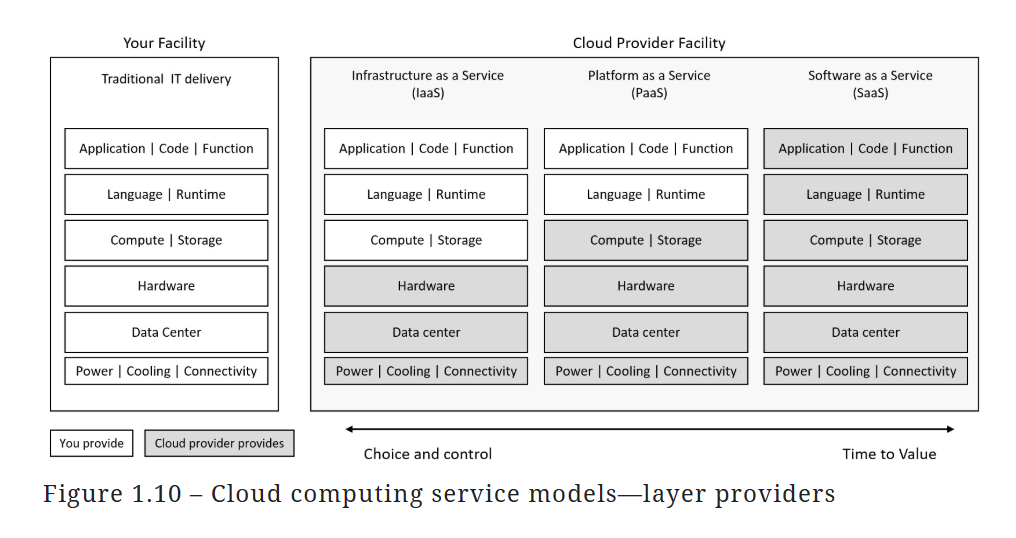 Your Facility
Traditional IT delivery
Application | Code | Function
Language | Runtime
Compute | Storage
Hardware
Data Center
Power | Cooling | Connectivity
Cloud Provider Facility
Infrastructure as a Service
(IaaS)
Application | Code | Function
Language | Runtime
Compute | Storage
Hardware
Data center
Power | Cooling | Connectivity
Platform as a Service
(PaaS)
Application | Code | Function
Language | Runtime
Compute | Storage
Hardware
Data center
Power | Cooling | Connectivity
Software as a Service
(SaaS)
Application | Code | Function
Language | Runtime
Compute | Storage
Hardware
Data center
Power | Cooling | Connectivity
You provide
Cloud provider provides
Choice and control
Time to Value
Figure 1.10 – Cloud computing service models—layer providers